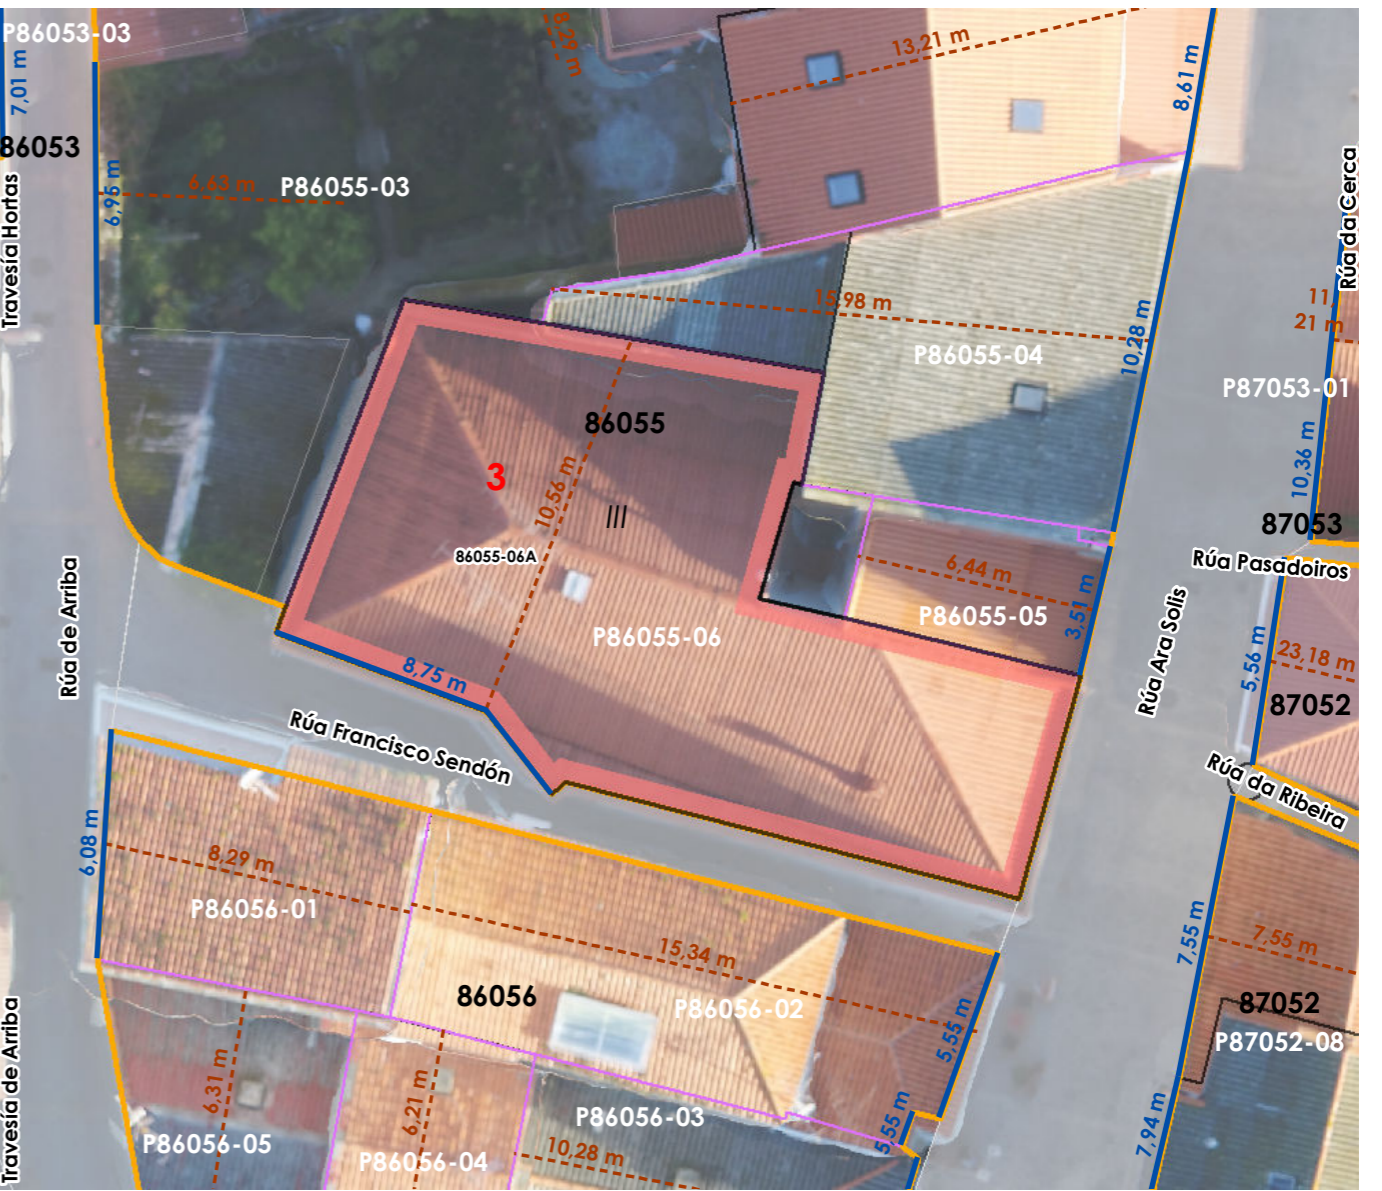 P86053-03
7,01 m
86053
Travesía Hortas
6,95 m
6,63 m
P86055-03
8,29 m
13,21 m
8,61 m
Rúa da Cerca
15,98 m
P86055-04
10,28 m
11,
21 m
P87053-01
10,36 m
87053
86055
3
10,56 m
III
86055-06A
P86055-06
8,75 m
6,44 m
P86055-05
3,51 m
Rúa Pasadoiros
Rúa Ara Solis
5,56 m
23,18 m
87052
Rúa de Arriba
Rúa Francisco Sendón
Rúa da Ribeira
6,08 m
8,29 m
P86056-01
15,34 m
86056
P86056-02
5,55 m
7,55 m
7,55 m
87052
P87052-08
Travesía de Arriba
6,31 m
P86056-05
6,21 m
P86056-04
P86056-03
10,28 m
5,55 m
7,94 m